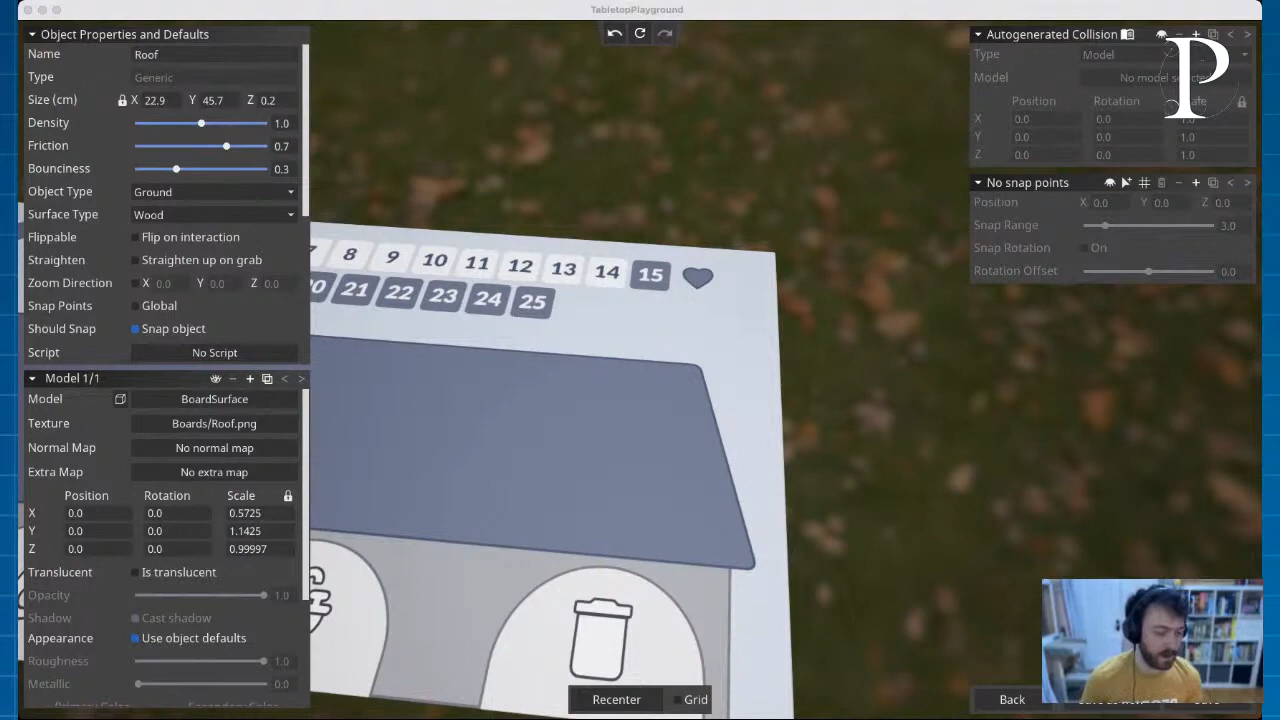 TabletopPlayground
Object Properties and Defaults
Name Roof
Type Generic
Size (cm) X 22.9 Y 45.7 Z 0.2
Density 1.0
Friction 0.7
Bounciness 0.3
Object Type Ground
Surface Type Wood
Flippable Flip on interaction
Straighten Straighten up on grab
Zoom Direction X 0.0 Y 0.0 Z 0.0
Snap Points Global
Should Snap Snap object
Script No Script
Model 1/1
Model BoardSurface
Texture Boards/Roof.png
Normal Map No normal map
Extra Map No extra map
Position Rotation Scale
X 0.0 0.0 0.5725
Y 0.0 0.0 1.1425
Z 0.0 0.0 0.99997
Translucent Is translucent
Opacity 1.0
Shadow Cast shadow
Appearance Use object defaults
Roughness 1.0
Metallic 0.0
Primary Color Secondary Color
8 9 10 11 12 13 14 15
21 22 23 24 25
Recenter Grid
Autogenerated Collision
Type Model
Model
Position Rotation
X 0.0 0.0 1.0
Y 0.0 0.0 1.0
Z 0.0 0.0 1.0
P
No snap points
Position X 0.0 Y 0.0 Z 0.0
Snap Range 3.0
Snap Rotation On
Rotation Offset 0.0
Back